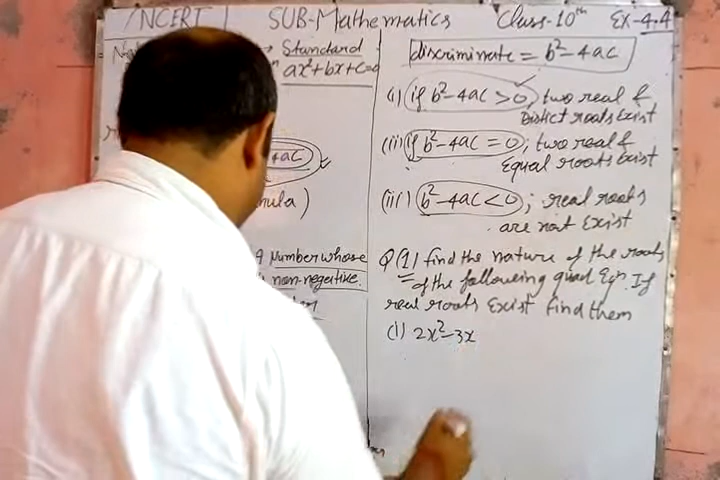 NCERT SUB-Mathematics Class-10th Ex-4.4
Standard
ax²+bx+c=0
4ac
mula)
Number whose
non-negative.
discriminate = b²-4ac
(i) if b²-4ac >0, two real &
Distict roots Exist
(ii) if b²-4ac = 0; two real &
Equal roots Exist
(iii) b²-4ac <0; real roots
are not exist
Q(1) find the nature of the roots
of the following quad Eqn. If
real roots Exist find them
(i) 2x²-3x